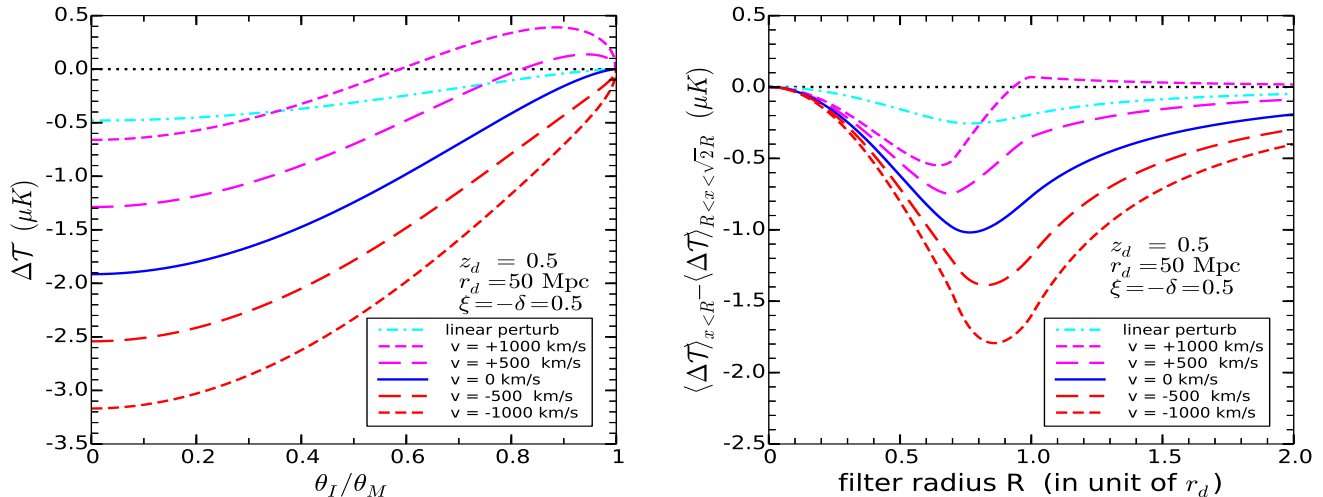 0.5
0.0
-0.5
-1.0
-1.5
-2.0
-2.5
-3.0
-3.5
ΔT (μK)
z_d = 0.5
r_d = 50 Mpc
ξ = −δ = 0.5
linear perturb
v = +1000 km/s
v = +500 km/s
v = 0 km/s
v = -500 km/s
v = -1000 km/s
0 0.2 0.4 0.6 0.8 1
θ_I/θ_M
0.5
0.0
-0.5
-1.0
-1.5
-2.0
-2.5
⟨ΔT⟩_{x<R} − ⟨ΔT⟩_{R<x<√2R} (μK)
z_d = 0.5
r_d = 50 Mpc
ξ = −δ = 0.5
linear perturb
v = +1000 km/s
v = +500 km/s
v = 0 km/s
v = -500 km/s
v = -1000 km/s
0 0.5 1.0 1.5 2.0
filter radius R (in unit of r_d)